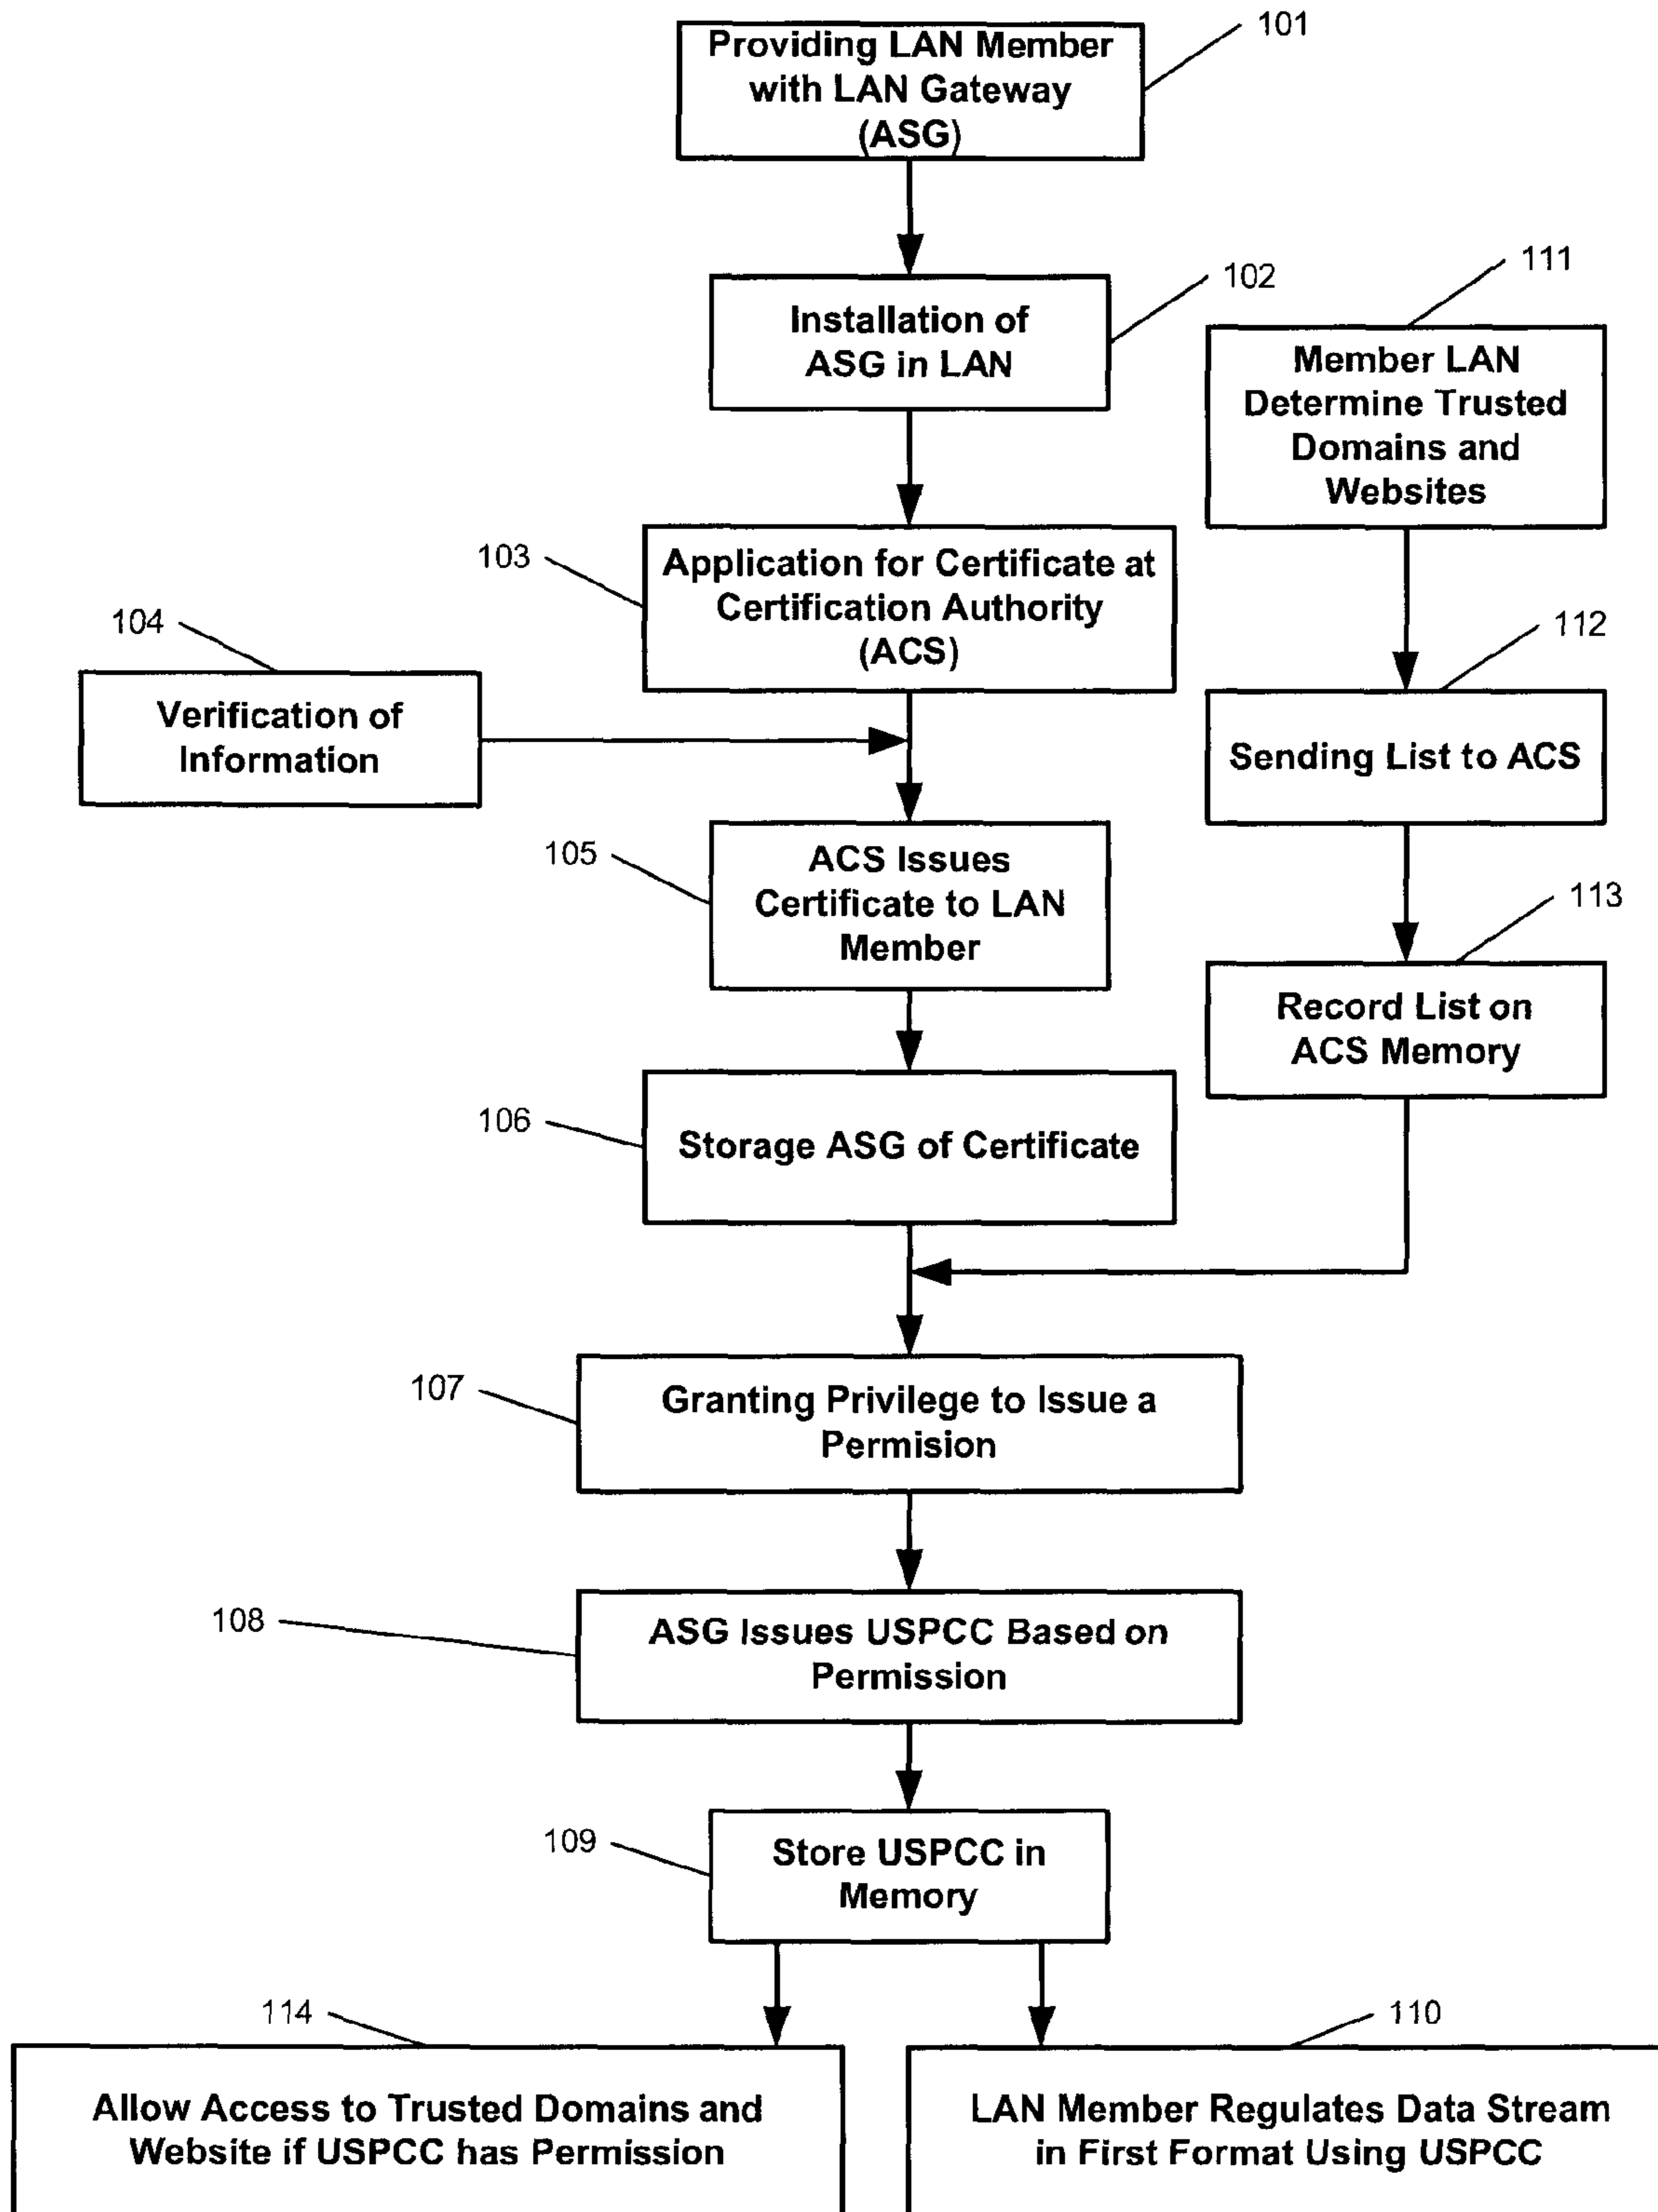 101
Providing LAN Member
with LAN Gateway
(ASG)
102
Installation of
ASG in LAN
111
Member LAN
Determine Trusted
Domains and
Websites
103
Application for Certificate at
Certification Authority
(ACS)
104
Verification of
Information
112
Sending List to ACS
105
ACS Issues
Certificate to LAN
Member
113
Record List on
ACS Memory
106
Storage ASG of Certificate
107
Granting Privilege to Issue a
Permision
108
ASG Issues USPCC Based on
Permission
109
Store USPCC in
Memory
114
Allow Access to Trusted Domains and
Website if USPCC has Permission
110
LAN Member Regulates Data Stream
in First Format Using USPCC